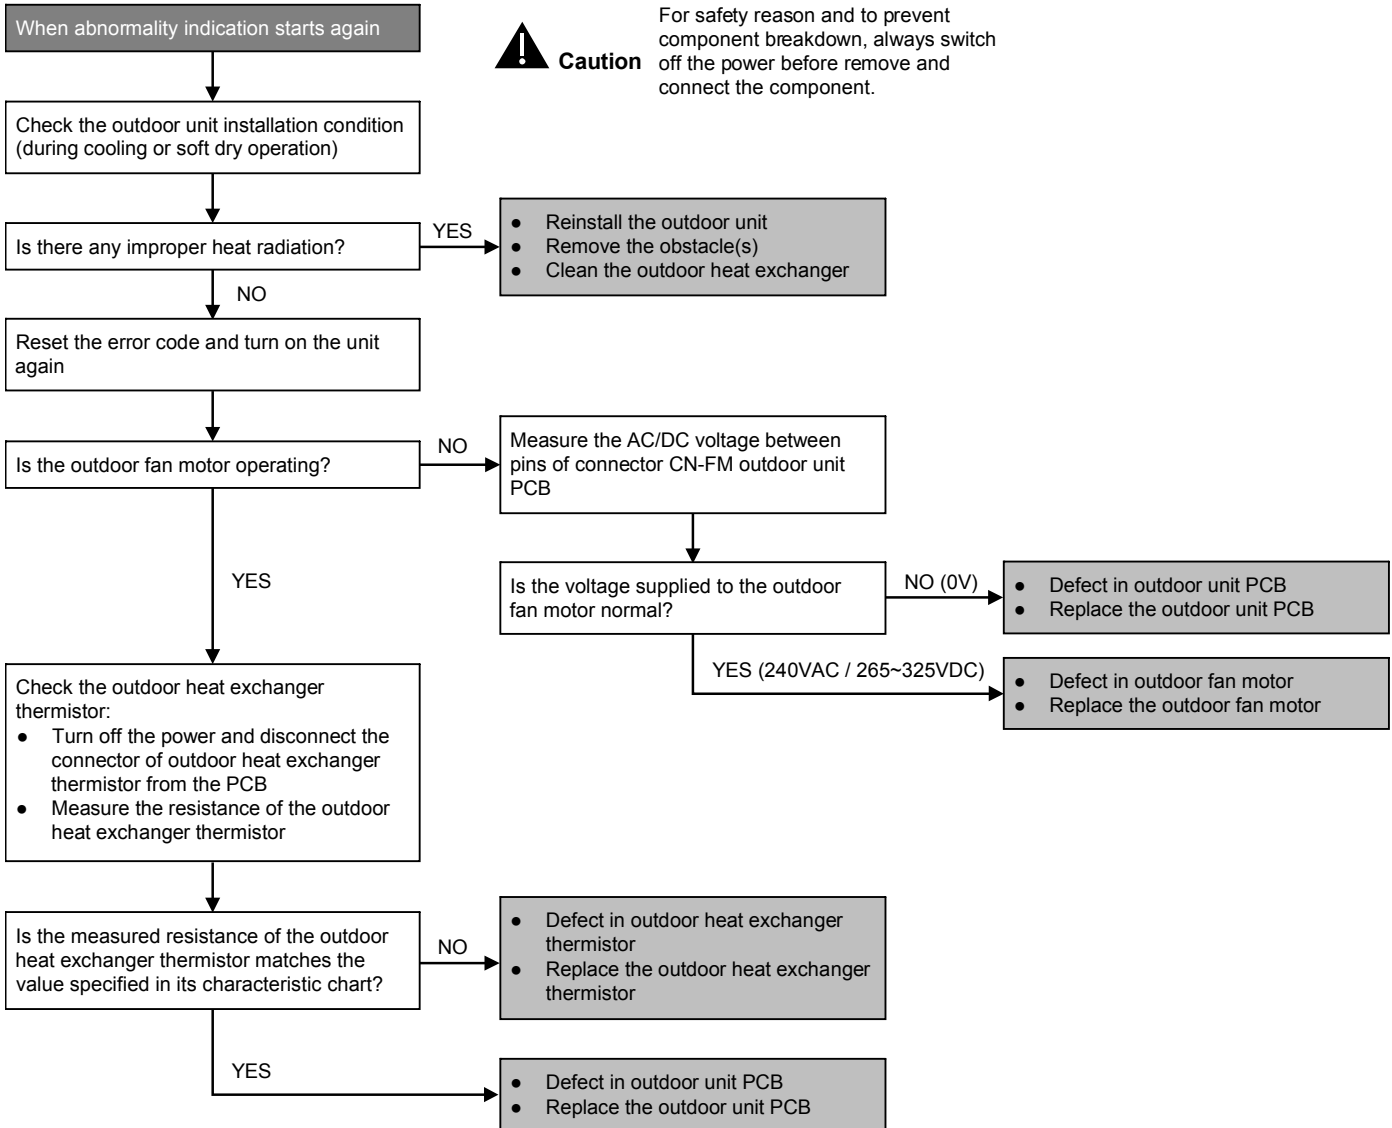 When abnormality indication starts again
For safety reason and to prevent
component breakdown, always switch
off the power before remove and
connect the component.
Caution
Check the outdoor unit installation condition
(during cooling or soft dry operation)
Is there any improper heat radiation?
YES
● Reinstall the outdoor unit
● Remove the obstacle(s)
● Clean the outdoor heat exchanger
NO
Reset the error code and turn on the unit
again
Is the outdoor fan motor operating?
NO
Measure the AC/DC voltage between
pins of connector CN-FM outdoor unit
PCB
YES
Is the voltage supplied to the outdoor
fan motor normal?
NO (0V)
● Defect in outdoor unit PCB
● Replace the outdoor unit PCB
YES (240VAC / 265~325VDC)
● Defect in outdoor fan motor
● Replace the outdoor fan motor
Check the outdoor heat exchanger
thermistor:
● Turn off the power and disconnect the
connector of outdoor heat exchanger
thermistor from the PCB
● Measure the resistance of the outdoor
heat exchanger thermistor
Is the measured resistance of the outdoor
heat exchanger thermistor matches the
value specified in its characteristic chart?
NO
● Defect in outdoor heat exchanger
thermistor
● Replace the outdoor heat exchanger
thermistor
YES
● Defect in outdoor unit PCB
● Replace the outdoor unit PCB